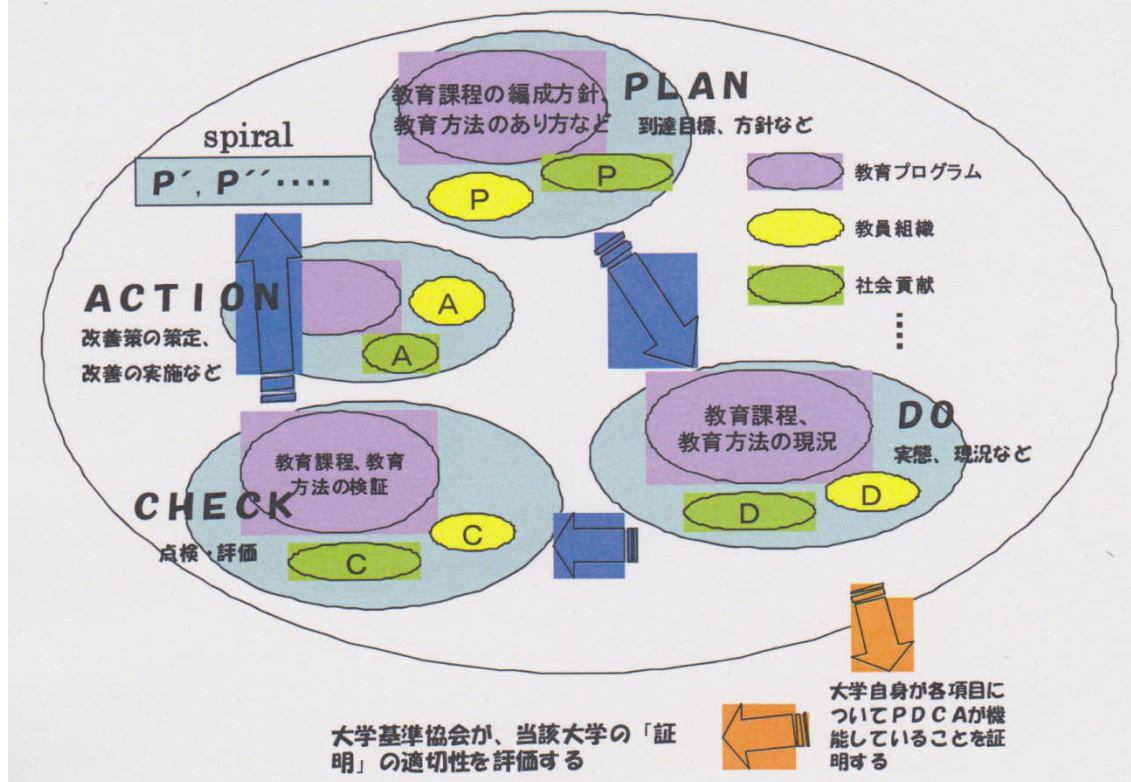 教育課程の編成方針、
教育方法のあり方など
PLAN
到達目標、方針など
P
P
spiral
P´, P´´····
教育プログラム
教員組織
社会貢献
ACTION
改善策の策定、
改善の実施など
A
A
教育課程、
教育方法の現況
DO
実態、現況など
D
D
教育課程、教育
方法の検証
CHECK
点検・評価
C
C
大学自身が各項目に
ついてPDCAが機
能していることを証
明する
大学基準協会が、当該大学の「証
明」の適切性を評価する